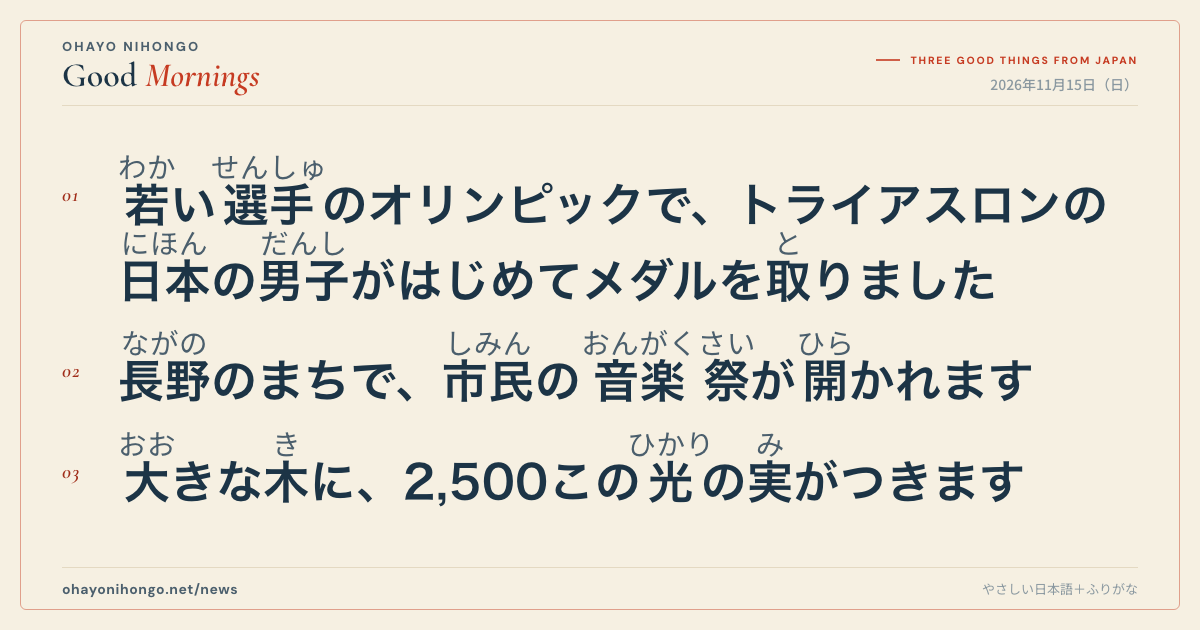 OHAYO NIHONGO
Good Mornings
THREE GOOD THINGS FROM JAPAN
2026年11月15日（日）
わか せんしゅ
01 若い選手のオリンピックで、トライアスロンの
にほん だんし と
日本の男子がはじめてメダルを取りました
ながの しみん おんがくさい ひら
02 長野のまちで、市民の音楽祭が開かれます
おお き ひかり み
03 大きな木に、2,500この光の実がつきます
ohayonihongo.net/news
やさしい日本語＋ふりがな